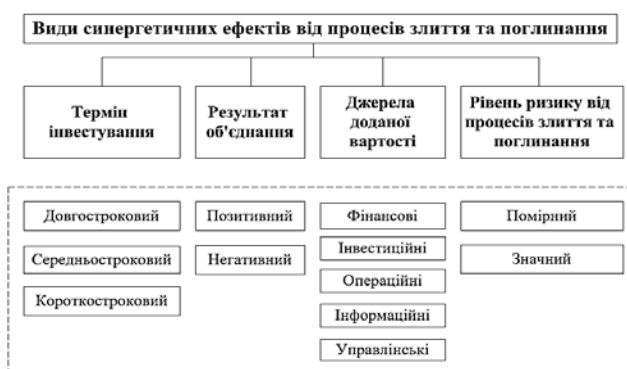 Види синергетичних ефектів від процесів злиття та поглинання
Термін
інвестування
Результат
об'єднання
Джерела
доданої
вартості
Рівень ризику від
процесів злиття та
поглинання
Довгостроковий
Середньостроковий
Короткостроковий
Позитивний
Негативний
Фінансові
Інвестиційні
Операційні
Інформаційні
Управлінські
Помірний
Значний